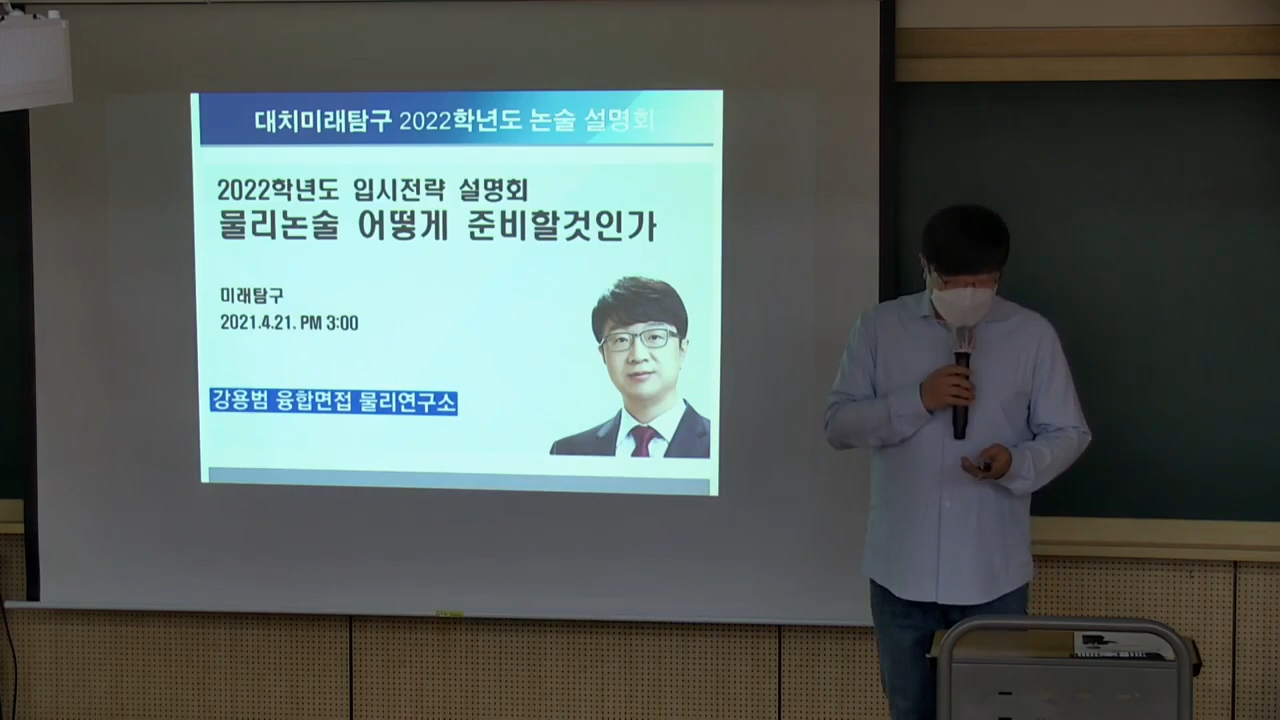 대치미래탐구 2022학년도 논술 설명회
2022학년도 입시전략 설명회
물리논술 어떻게 준비할것인가
미래탐구
2021.4.21. PM 3:00
강용범 융합면접 물리연구소